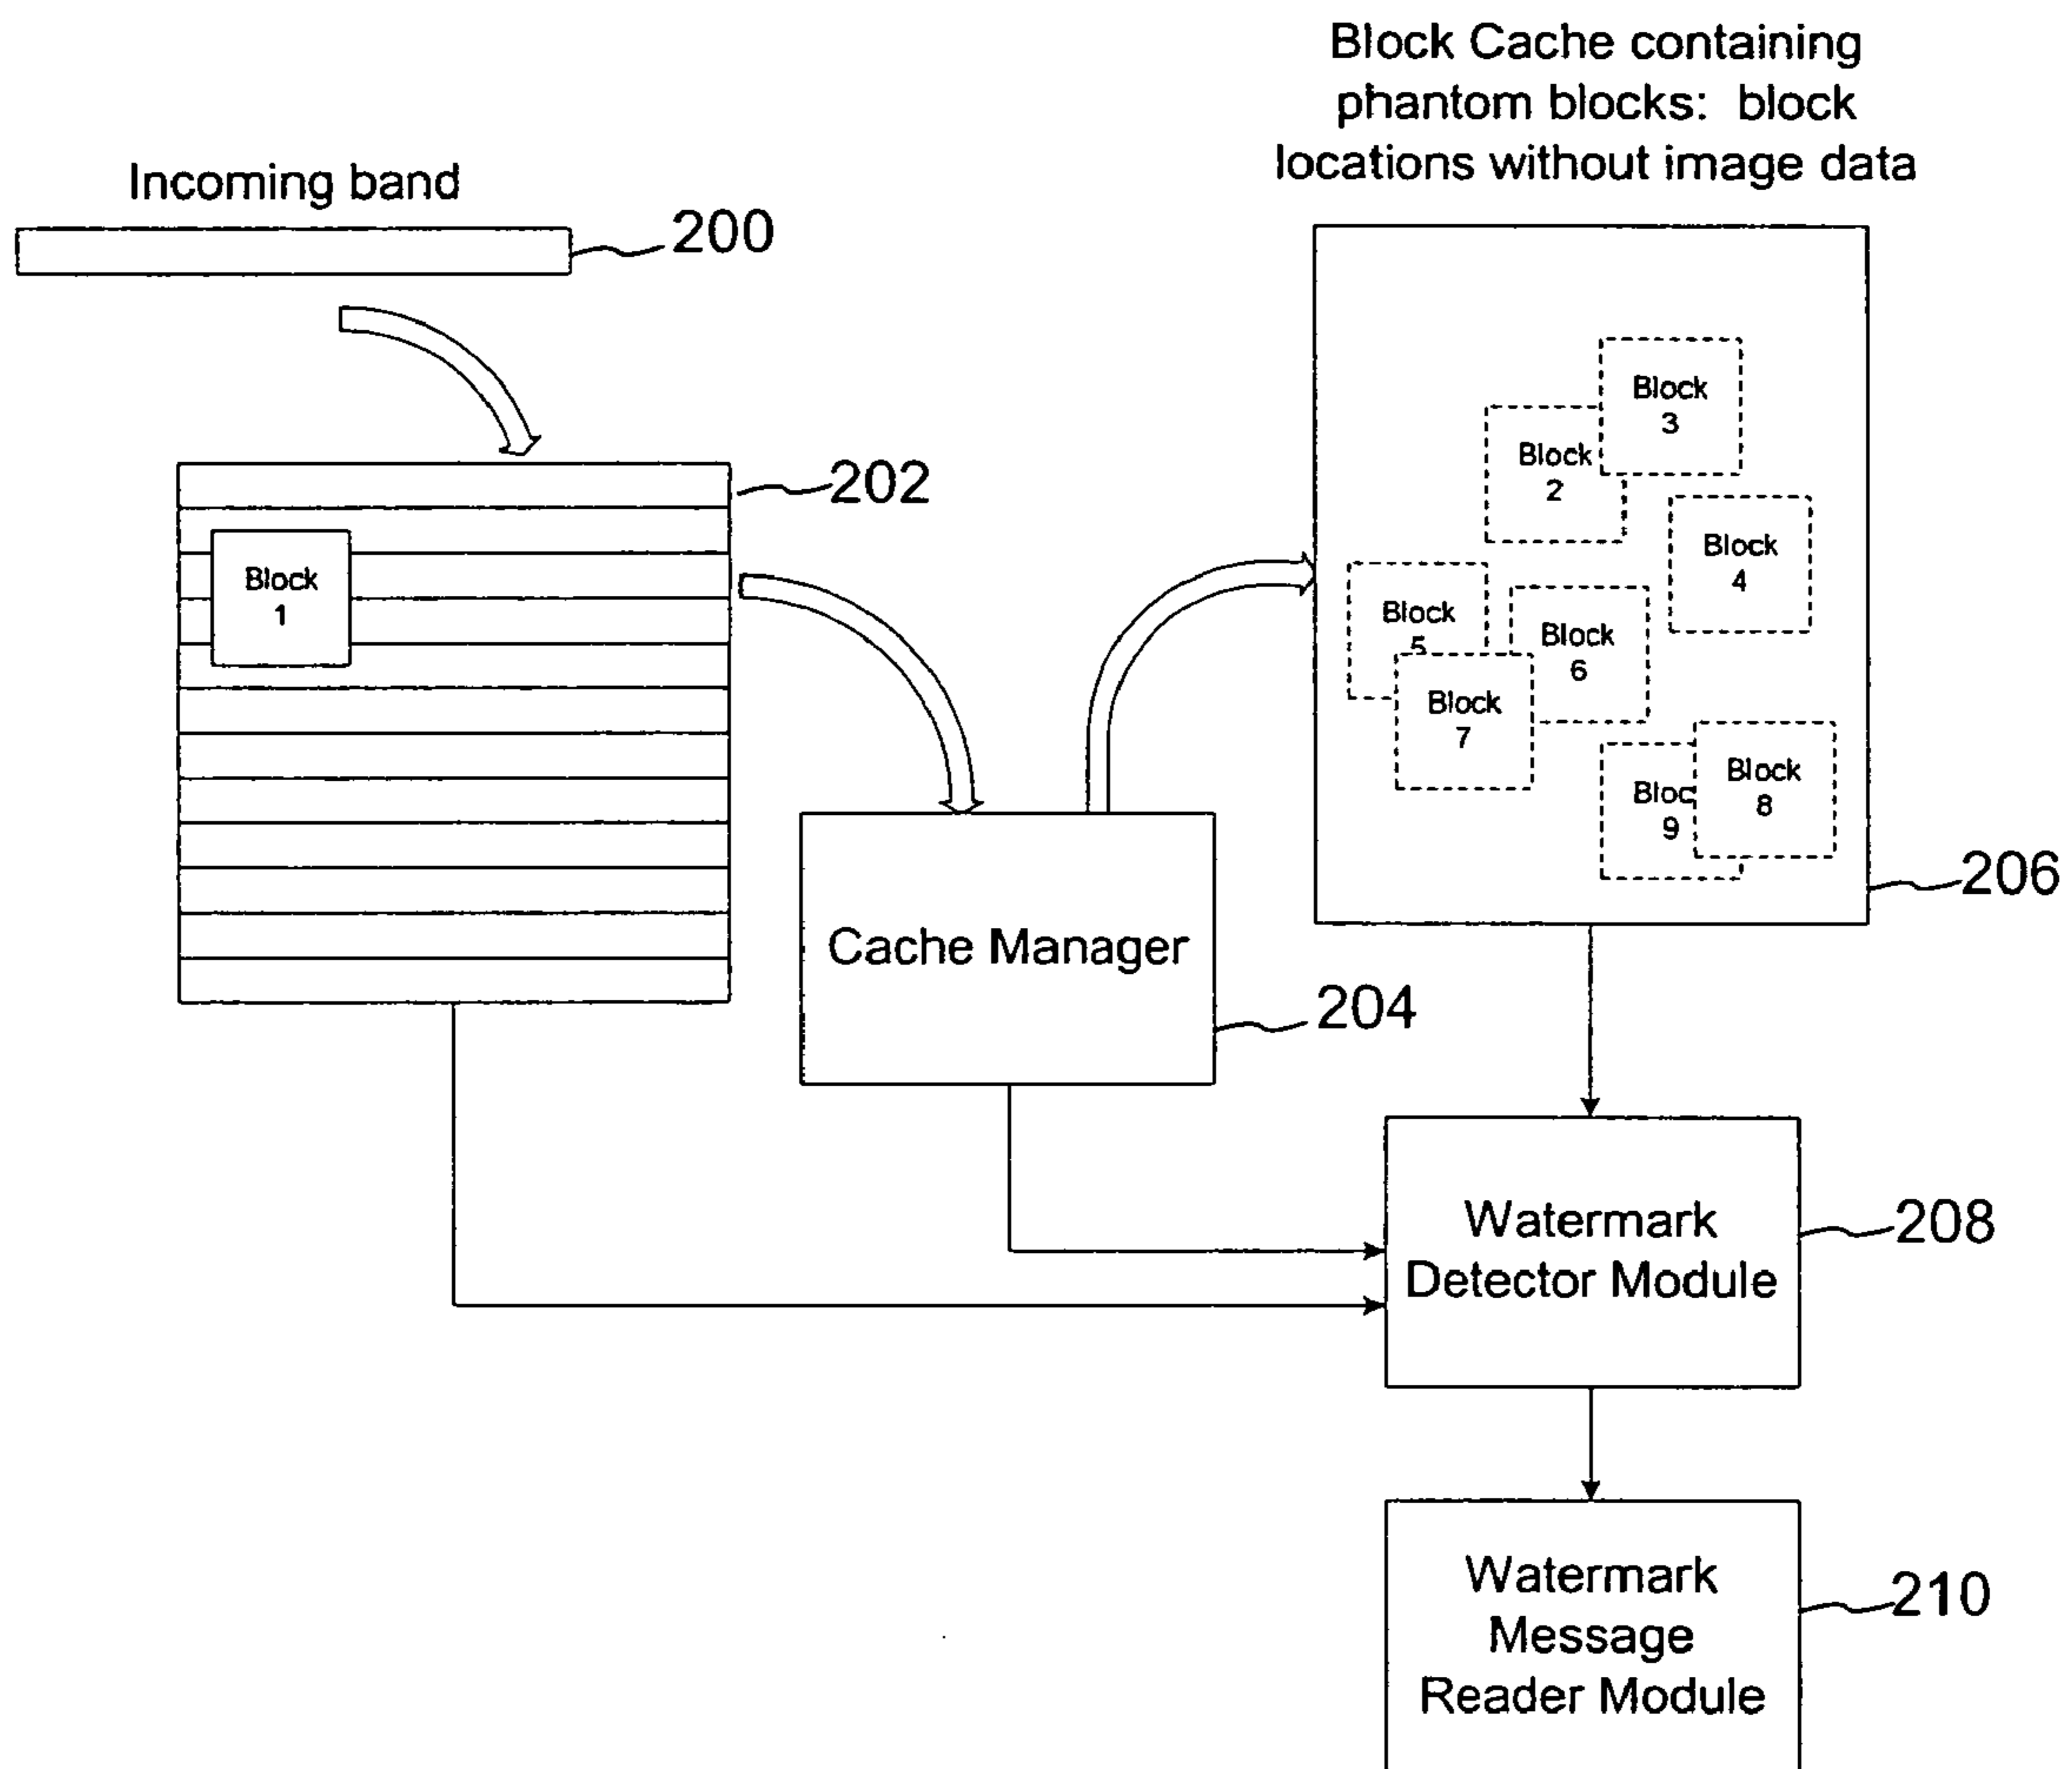 Block Cache containing
phantom blocks: block
locations without image data
Incoming band
200
202
Block
1
Block
3
Block
2
Block
4
Block
5
Block
6
Block
7
Block
8
Bloc
9
206
Cache Manager
204
Watermark
Detector Module
208
Watermark
Message
Reader Module
210